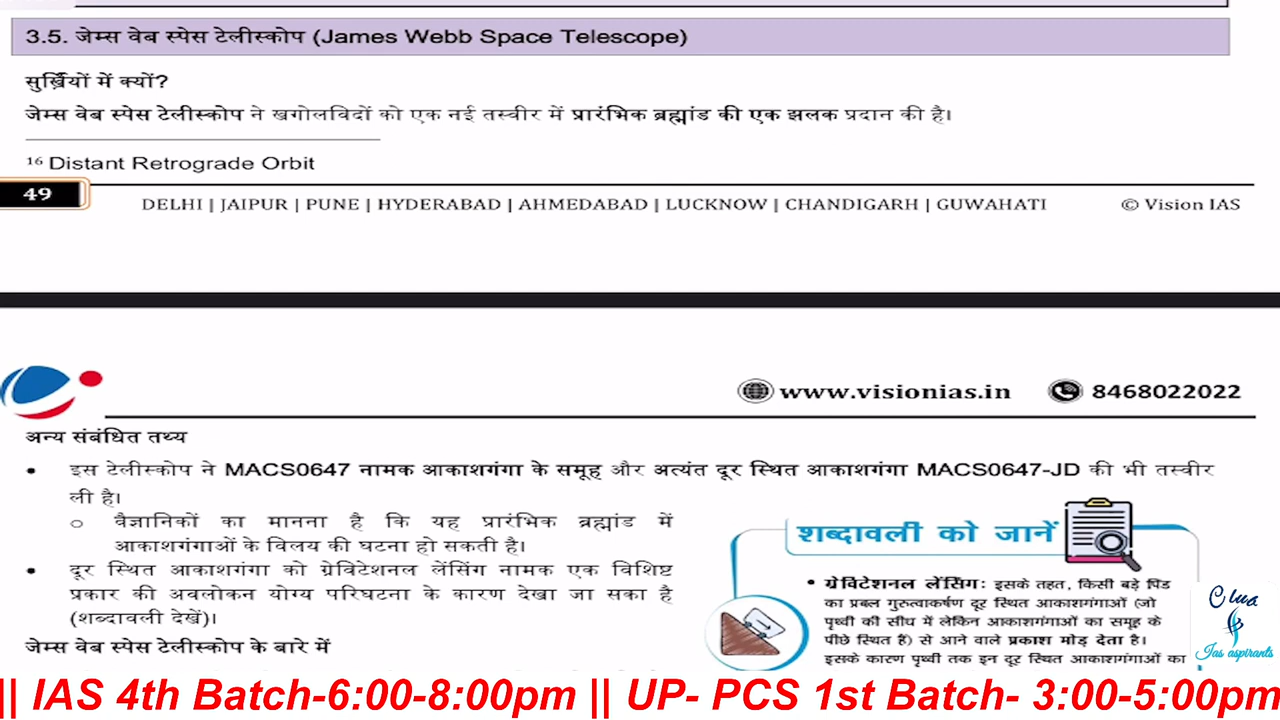 3.5. जेम्स वेब स्पेस टेलीस्कोप (James Webb Space Telescope)
सुर्ख़ियों में क्यों?
जेम्स वेब स्पेस टेलीस्कोप ने खगोलविदों को एक नई तस्वीर में प्रारंभिक ब्रह्मांड की एक झलक प्रदान की है।
16 Distant Retrograde Orbit
49
DELHI | JAIPUR | PUNE | HYDERABAD | AHMEDABAD | LUCKNOW | CHANDIGARH | GUWAHATI © Vision IAS
www.visionias.in 8468022022
अन्य संबंधित तथ्य
• इस टेलीस्कोप ने MACS0647 नामक आकाशगंगा के समूह और अत्यंत दूर स्थित आकाशगंगा MACS0647-JD की भी तस्वीर
ली है।
o वैज्ञानिकों का मानना है कि यह प्रारंभिक ब्रह्मांड में
आकाशगंगाओं के विलय की घटना हो सकती है।
• दूर स्थित आकाशगंगा को ग्रेविटेशनल लेंसिंग नामक एक विशिष्ट
प्रकार की अवलोकन योग्य परिघटना के कारण देखा जा सका है
(शब्दावली देखें)।
जेम्स वेब स्पेस टेलीस्कोप के बारे में
शब्दावली को जानें
• ग्रेविटेशनल लेंसिंग: इसके तहत, किसी बड़े पिंड
का प्रबल गुरुत्वाकर्षण दूर स्थित आकाशगंगाओं (जो
पृथ्वी की सीध में लेकिन आकाशगंगाओं का समूह के
पीछे स्थित हैं) से आने वाले प्रकाश मोड़ देता है।
इसके कारण पृथ्वी तक इन दूर स्थित आकाशगंगाओं का
Clue
Ias aspirants
|| IAS 4th Batch-6:00-8:00pm || UP- PCS 1st Batch- 3:00-5:00pm